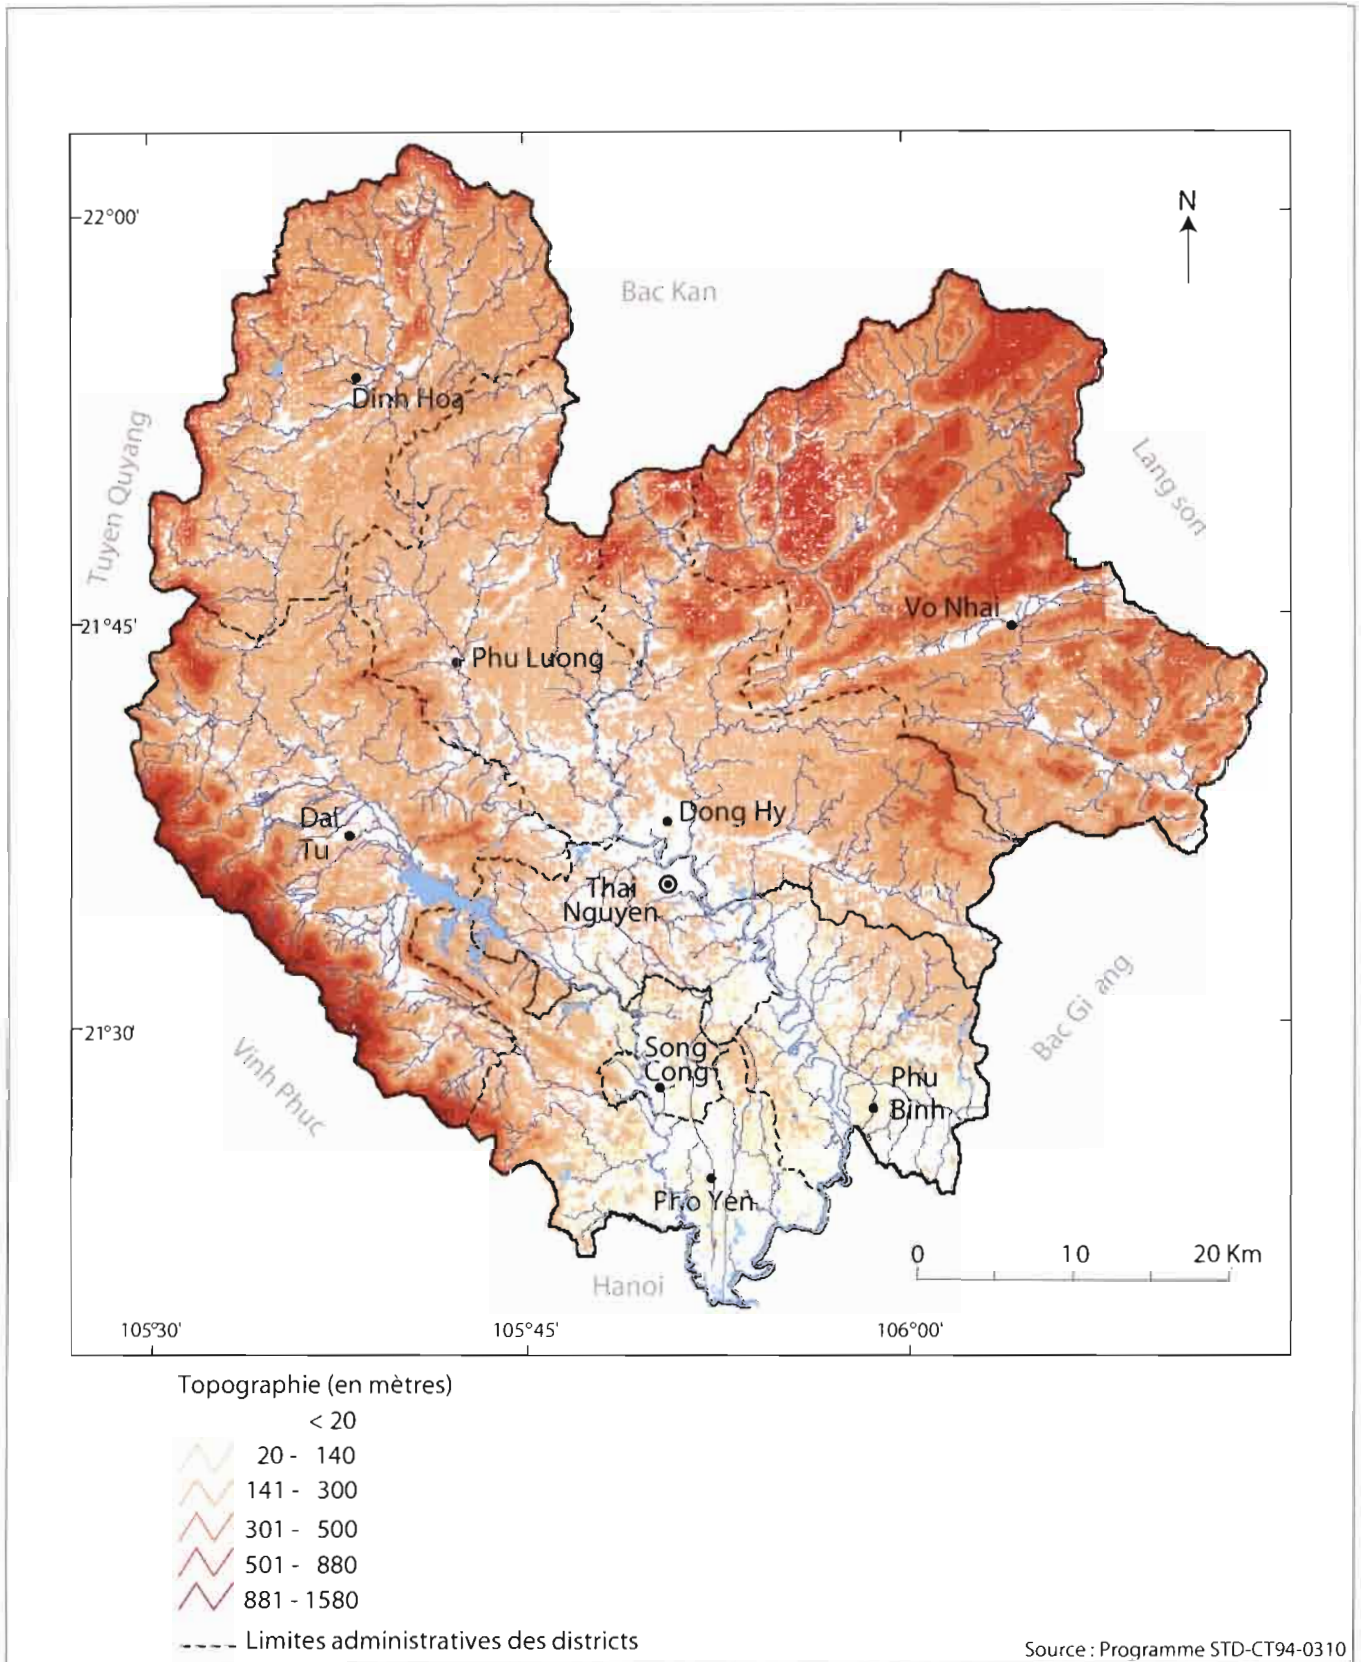 N
22°00'
Bac Kan
Dinh Hoa
Tuyen Quyang
Lang son
21°45'
Vo Nhai
Phu Luong
Dai
Tu
Dong Hy
Thai
Nguyen
Bac Gi ang
21°30'
Vinh Phuc
Song
Cong
Phu
Binh
Pho Yen
Hanoi
0 10 20 Km
105°30' 105°45' 106°00'
Topographie (en mètres)
< 20
20 - 140
141 - 300
301 - 500
501 - 880
881 - 1580
Limites administratives des districts
Source : Programme STD-CT94-0310